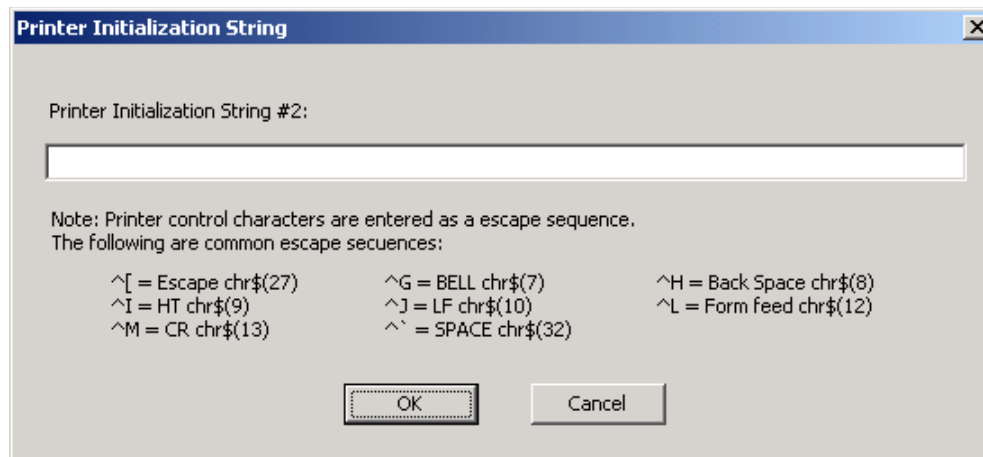 Printer Initialization String
Printer Initialization String #2:
Note: Printer control characters are entered as a escape sequence.
The following are common escape secuences:
^[ = Escape chr$(27) ^G = BELL chr$(7) ^H = Back Space chr$(8)
^I = HT chr$(9) ^J = LF chr$(10) ^L = Form feed chr$(12)
^M = CR chr$(13) ^` = SPACE chr$(32)
OK Cancel